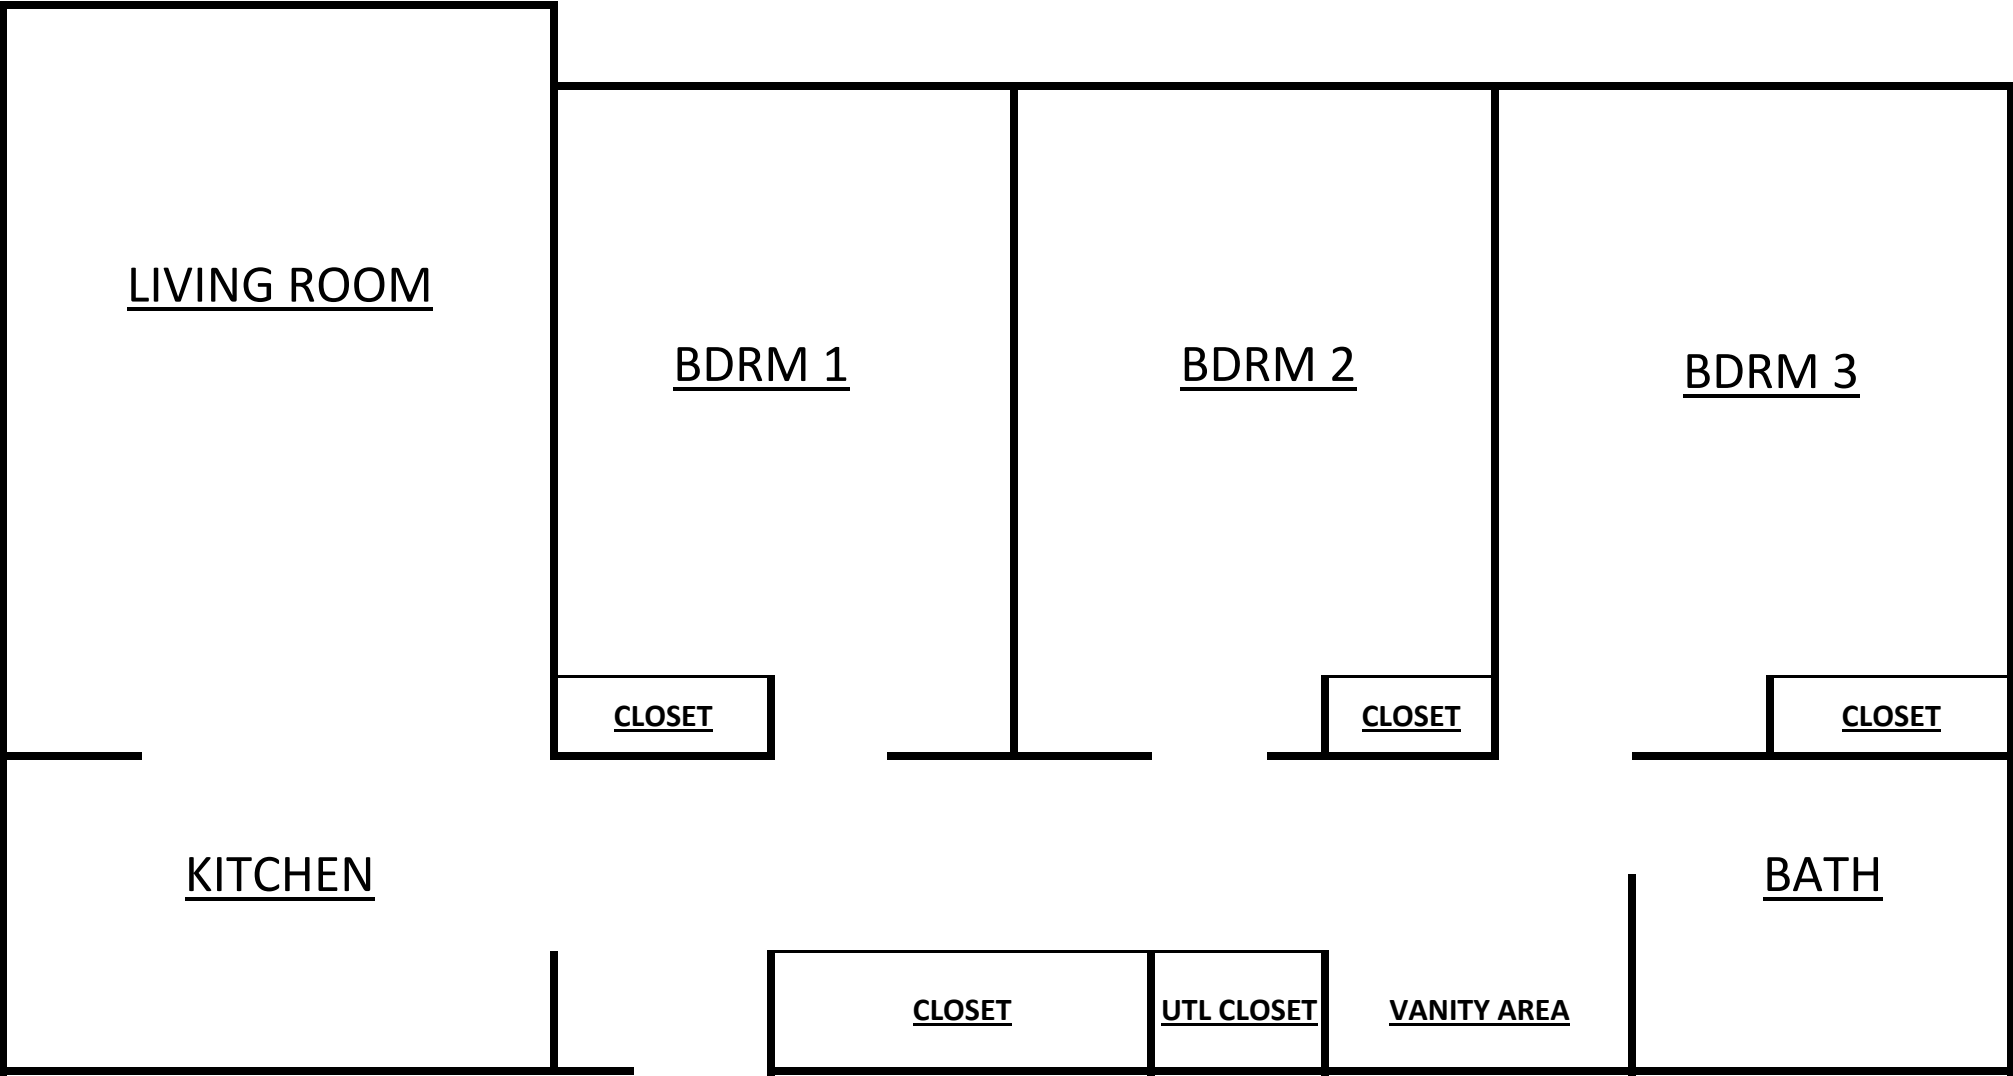 LIVING ROOM
BDRM 1
BDRM 2
BDRM 3
CLOSET
CLOSET
CLOSET
KITCHEN
BATH
CLOSET
UTL CLOSET
VANITY AREA